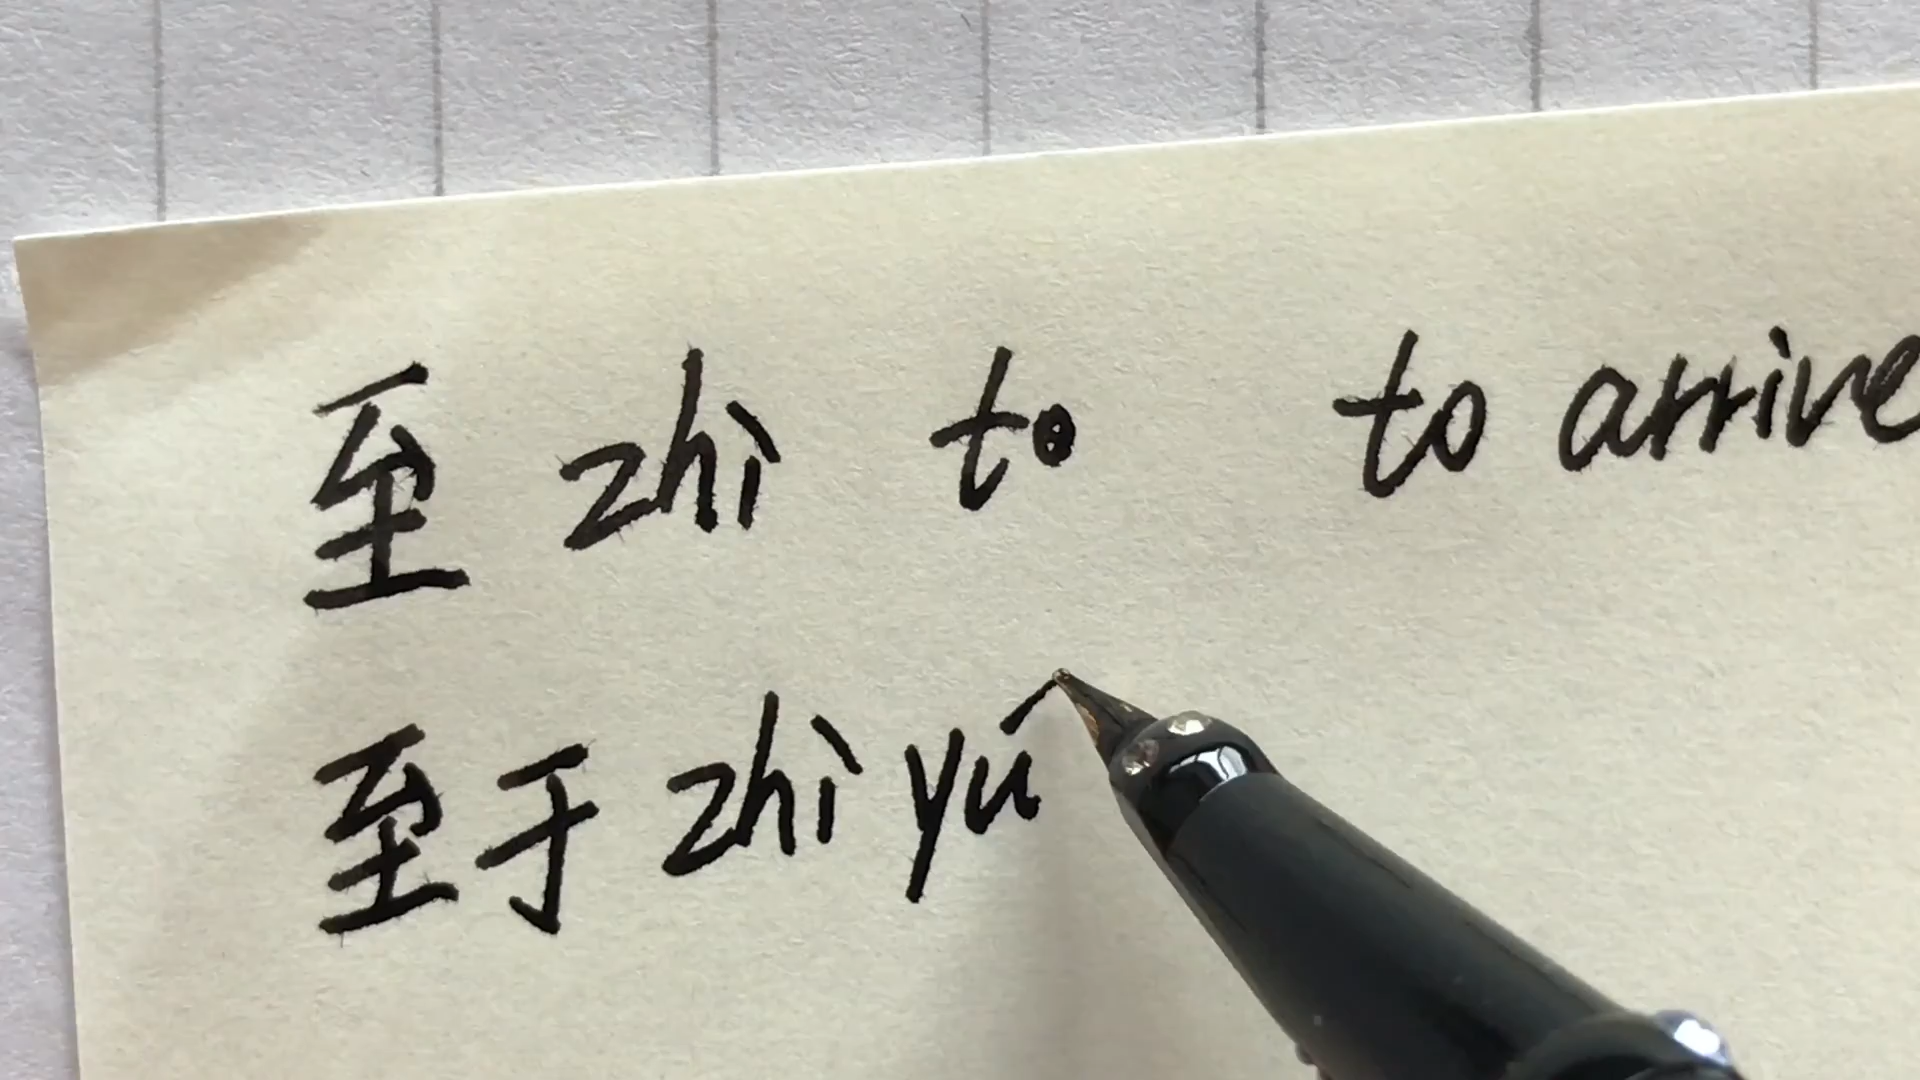 至 zhì to to arrive
至于 zhì yú